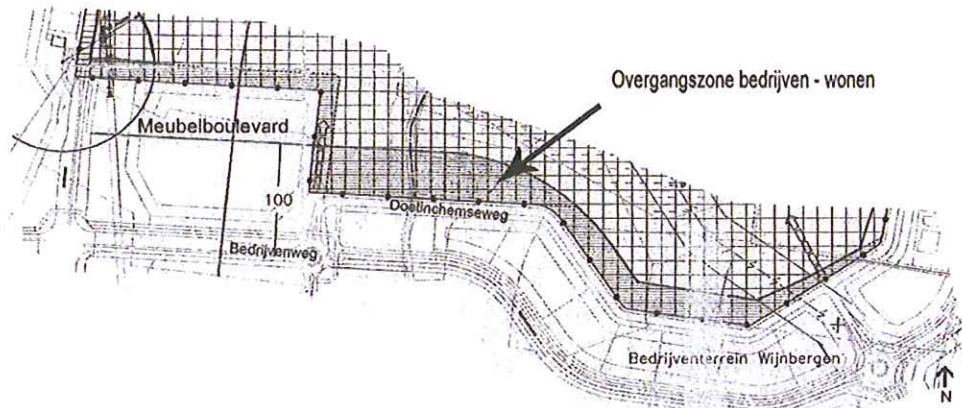 Overgangszone bedrijven - wonen
Meubelboulevard
100
Doetinchemseweg
Bedrijvenweg
Bedrijventerrein Wijnbergen
N